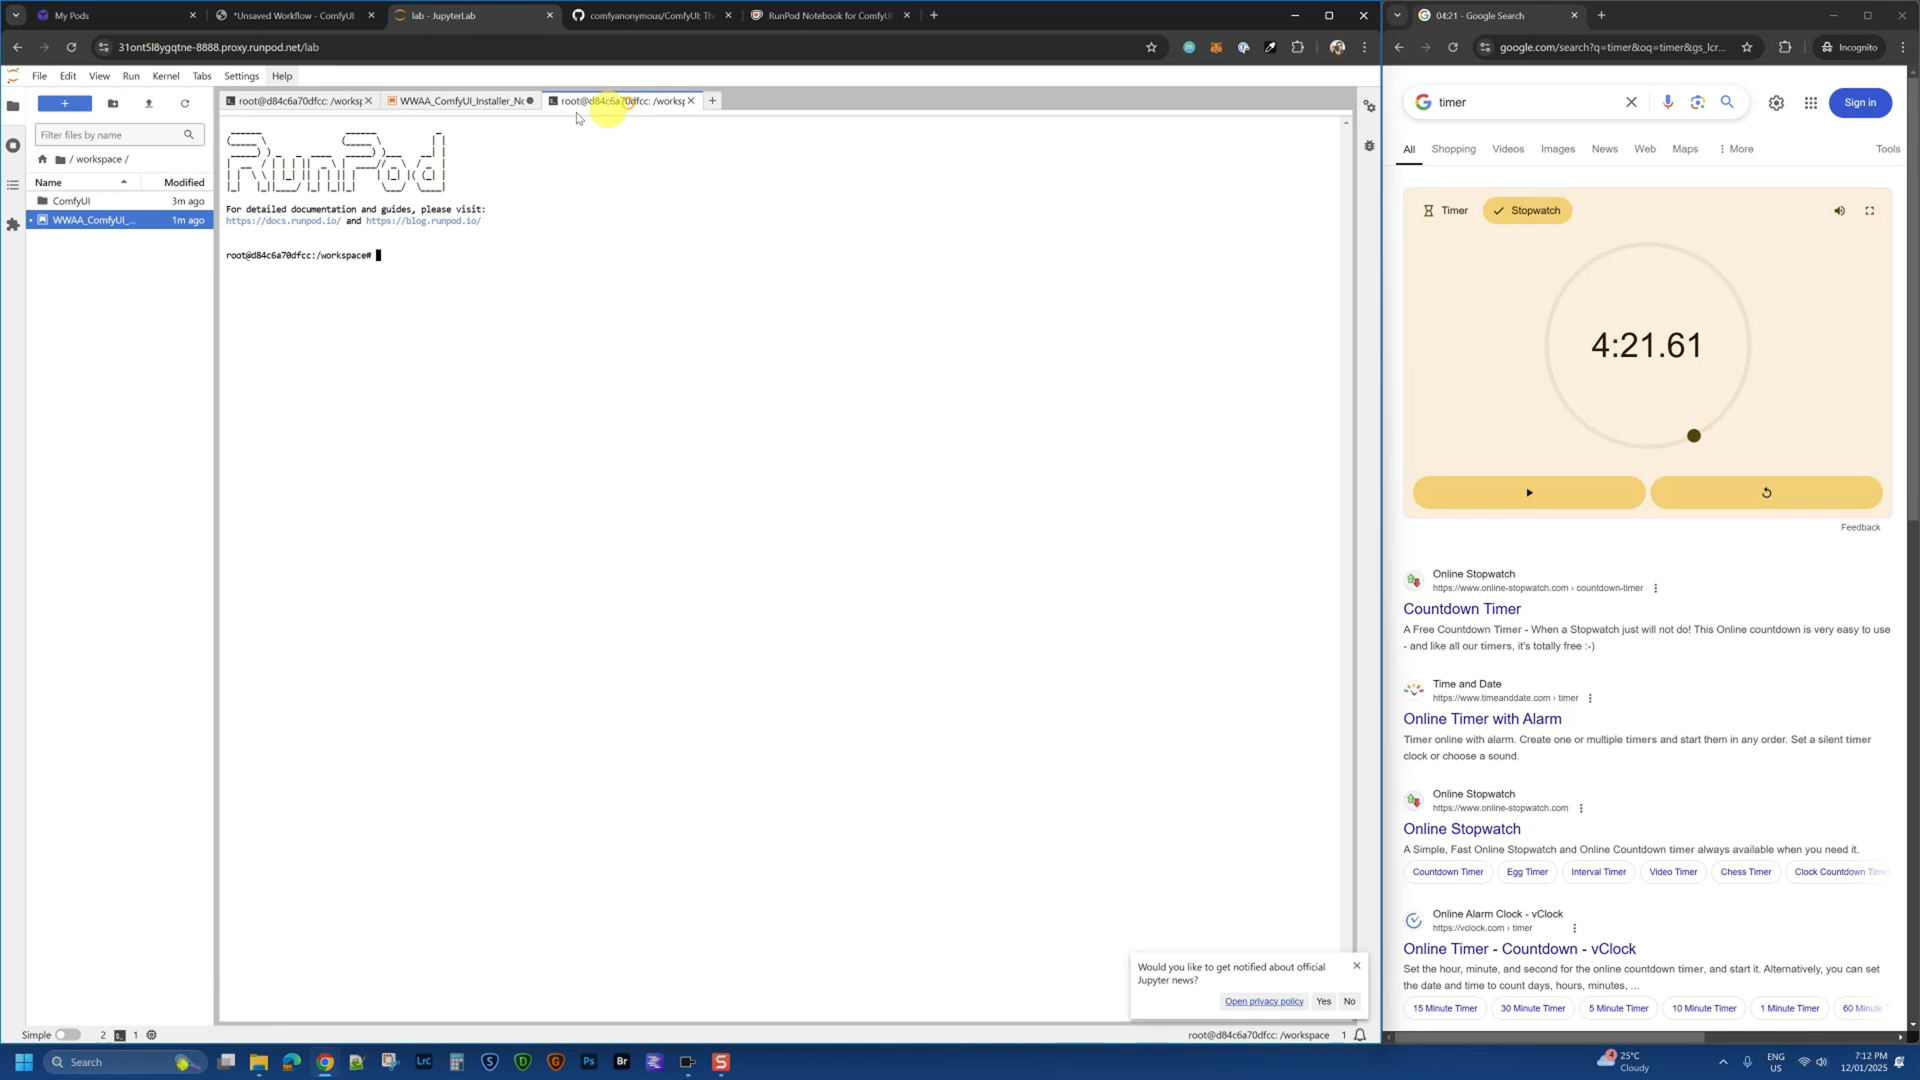 My Pods
*Unsaved Workflow - ComfyUI
lab - JupyterLab
comfyanonymous/ComfyUI: Th
RunPod Notebook for ComfyUI
31ont5l8ygqtne-8888.proxy.runpod.net/lab
File Edit View Run Kernel Tabs Settings Help
root@d84c6a70dfcc: /worksp
WWAA_ComfyUI_Installer_No
root@d84c6a70dfcc: /worksp
Filter files by name
/ workspace /
Name Modified
ComfyUI 3m ago
WWAA_ComfyUI_... 1m ago
RunPod
For detailed documentation and guides, please visit:
https://docs.runpod.io/ and https://blog.runpod.io/
root@d84c6a70dfcc:/workspace#
Would you like to get notified about official
Jupyter news?
Open privacy policy Yes No
Simple 2 1
root@d84c6a70dfcc: /workspace 1
04:21 - Google Search
google.com/search?q=timer&oq=timer&gs_lcr...
Incognito
timer
Sign in
All Shopping Videos Images News Web Maps More Tools
Timer Stopwatch
4:21.61
Feedback
Online Stopwatch
https://www.online-stopwatch.com › countdown-timer
Countdown Timer
A Free Countdown Timer - When a Stopwatch just will not do! This Online countdown is very easy to use
- and like all our timers, it's totally free :-)
Time and Date
https://www.timeanddate.com › timer
Online Timer with Alarm
Timer online with alarm. Create one or multiple timers and start them in any order. Set a silent timer
clock or choose a sound.
Online Stopwatch
https://www.online-stopwatch.com
Online Stopwatch
A Simple, Fast Online Stopwatch and Online Countdown timer always available when you need it.
Countdown Timer Egg Timer Interval Timer Video Timer Chess Timer Clock Countdown Time
Online Alarm Clock - vClock
https://vclock.com › timer
Online Timer - Countdown - vClock
Set the hour, minute, and second for the online countdown timer, and start it. Alternatively, you can set
the date and time to count days, hours, minutes, ...
15 Minute Timer 30 Minute Timer 5 Minute Timer 10 Minute Timer 1 Minute Timer 60 Minute
Search
LrC
Ps
Br
4
25°C
Cloudy
ENG
US
7:12 PM
12/01/2025